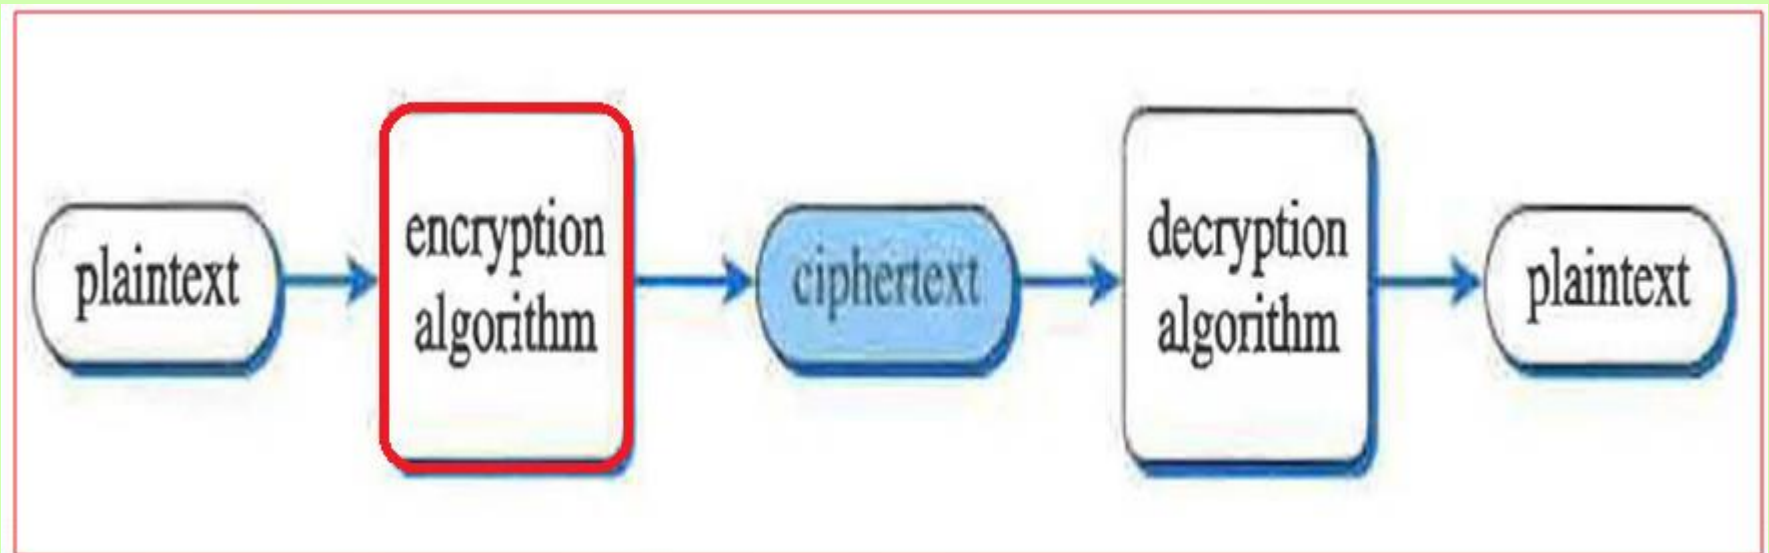 plaintext
encryption
algorithm
ciphertext
decryption
algorithm
plaintext